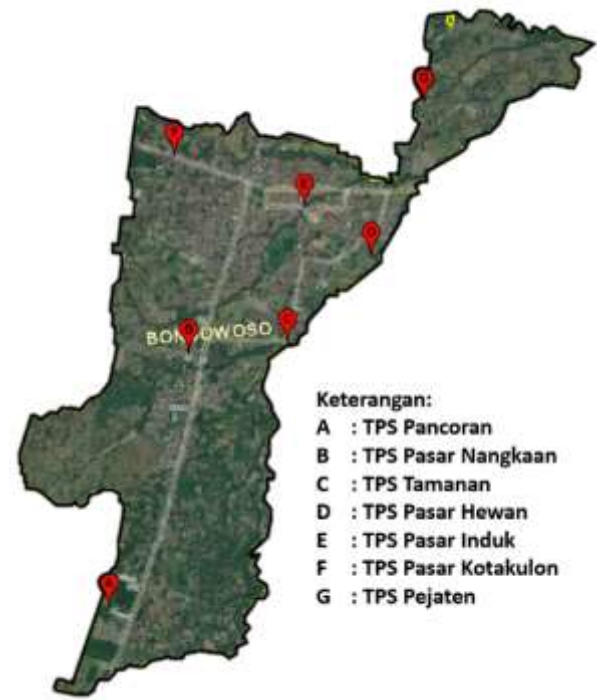 BONDOWOSO
Keterangan:
A : TPS Pancoran
B : TPS Pasar Nangkaan
C : TPS Tamanan
D : TPS Pasar Hewan
E : TPS Pasar Induk
F : TPS Pasar Kotakulon
G : TPS Pejaten